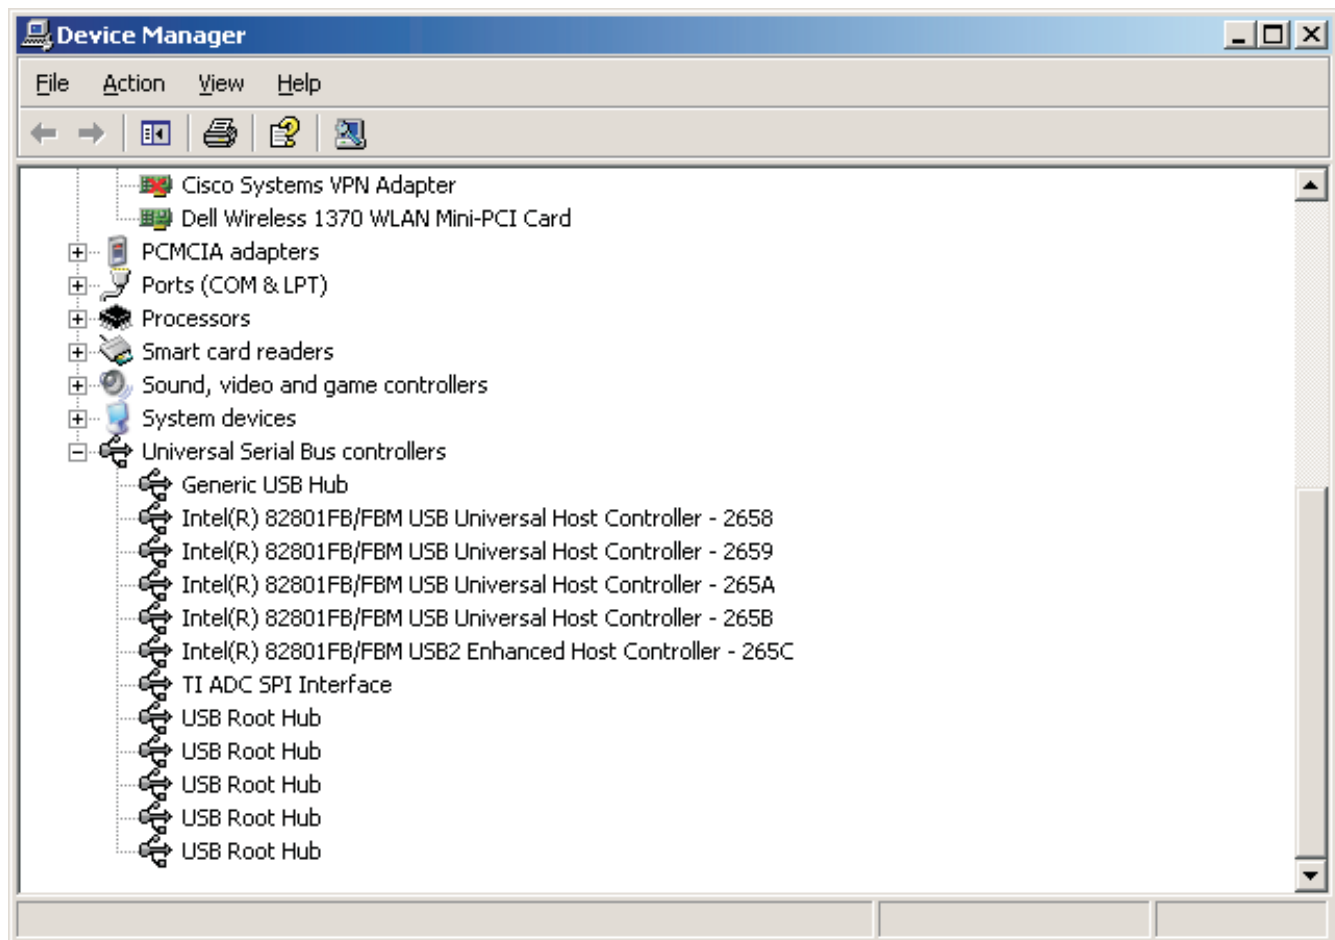 Device Manager
File Action View Help
Cisco Systems VPN Adapter
Dell Wireless 1370 WLAN Mini-PCI Card
PCMCIA adapters
Ports (COM & LPT)
Processors
Smart card readers
Sound, video and game controllers
System devices
Universal Serial Bus controllers
Generic USB Hub
Intel(R) 82801FB/FBM USB Universal Host Controller - 2658
Intel(R) 82801FB/FBM USB Universal Host Controller - 2659
Intel(R) 82801FB/FBM USB Universal Host Controller - 265A
Intel(R) 82801FB/FBM USB Universal Host Controller - 265B
Intel(R) 82801FB/FBM USB2 Enhanced Host Controller - 265C
TI ADC SPI Interface
USB Root Hub
USB Root Hub
USB Root Hub
USB Root Hub
USB Root Hub